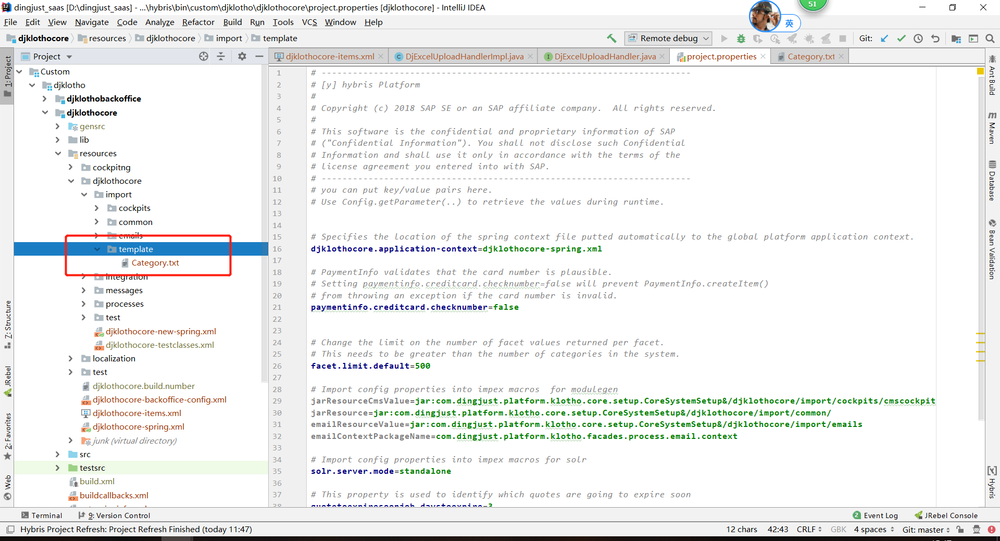 dingjust_saas [D:\dingjust_saas] - ...\hybris\bin\custom\djklotho\djklothocore\project.properties [djklothocore] - IntelliJ IDEA
51
File Edit View Navigate Code Analyze Refactor Build Run Tools VCS Window Help
英
djklothocore resources djklothocore import template
Remote debug
Git:
Project
djklothocore-items.xml
DjExcelUploadHandlerImpl.java
DjExcelUploadHandler.java
project.properties
Category.txt
1: Project
7: Structure
JRebel
2: Favorites
Web
Custom
djklotho
djklothobackoffice
djklothocore
gensrc
lib
resources
cockpitng
djklothocore
import
cockpits
common
emails
template
Category.txt
integration
messages
processes
test
djklothocore-new-spring.xml
djklothocore-testclasses.xml
localization
test
djklothocore.build.number
djklothocore-backoffice-config.xml
djklothocore-items.xml
djklothocore-spring.xml
junk (virtual directory)
src
testsrc
build.xml
buildcallbacks.xml
1 # ----------------------------------------------------------------------
2 # [y] hybris Platform
3 #
4 # Copyright (c) 2018 SAP SE or an SAP affiliate company.  All rights reserved.
5 #
6 # This software is the confidential and proprietary information of SAP
7 # ("Confidential Information"). You shall not disclose such Confidential
8 # Information and shall use it only in accordance with the terms of the
9 # license agreement you entered into with SAP.
10 # ----------------------------------------------------------------------
11 # you can put key/value pairs here.
12 # Use Config.getParameter(..) to retrieve the values during runtime.
13
14
15 # Specifies the location of the spring context file putted automatically to the global platform application context.
16 djklothocore.application-context=djklothocore-spring.xml
17
18 # PaymentInfo validates that the card number is plausible.
19 # Setting paymentinfo.creditcard.checknumber=false will prevent PaymentInfo.createItem()
20 # from throwing an exception if the card number is invalid.
21 paymentinfo.creditcard.checknumber=false
22
23
24 # Change the limit on the number of facet values returned per facet.
25 # This needs to be greater than the number of categories in the system.
26 facet.limit.default=500
27
28 # Import config properties into impex macros  for modulegen
29 jarResourceCmsValue=jar:com.dingjust.platform.klotho.core.setup.CoreSystemSetup&/djklothocore/import/cockpits/cmscockpit
30 jarResource=jar:com.dingjust.platform.klotho.core.setup.CoreSystemSetup&/djklothocore/import/common/
31 emailResourceValue=jar:com.dingjust.platform.klotho.core.setup.CoreSystemSetup&/djklothocore/import/emails
32 emailContextPackageName=com.dingjust.platform.klotho.facades.process.email.context
33
34 # Import config properties into impex macros for solr
35 solr.server.mode=standalone
36
37 # This property is used to identify which quotes are going to expire soon
38 quotetoexpiresoonjob.daystoexpire=3
Ant Build
Maven
Database
Bean Validation
Hybris
Terminal
9: Version Control
2 Event Log
JRebel Console
Hybris Project Refresh: Project Refresh Finished (today 11:47)
12 chars 42:43 CRLF GBK 4 spaces Git: master